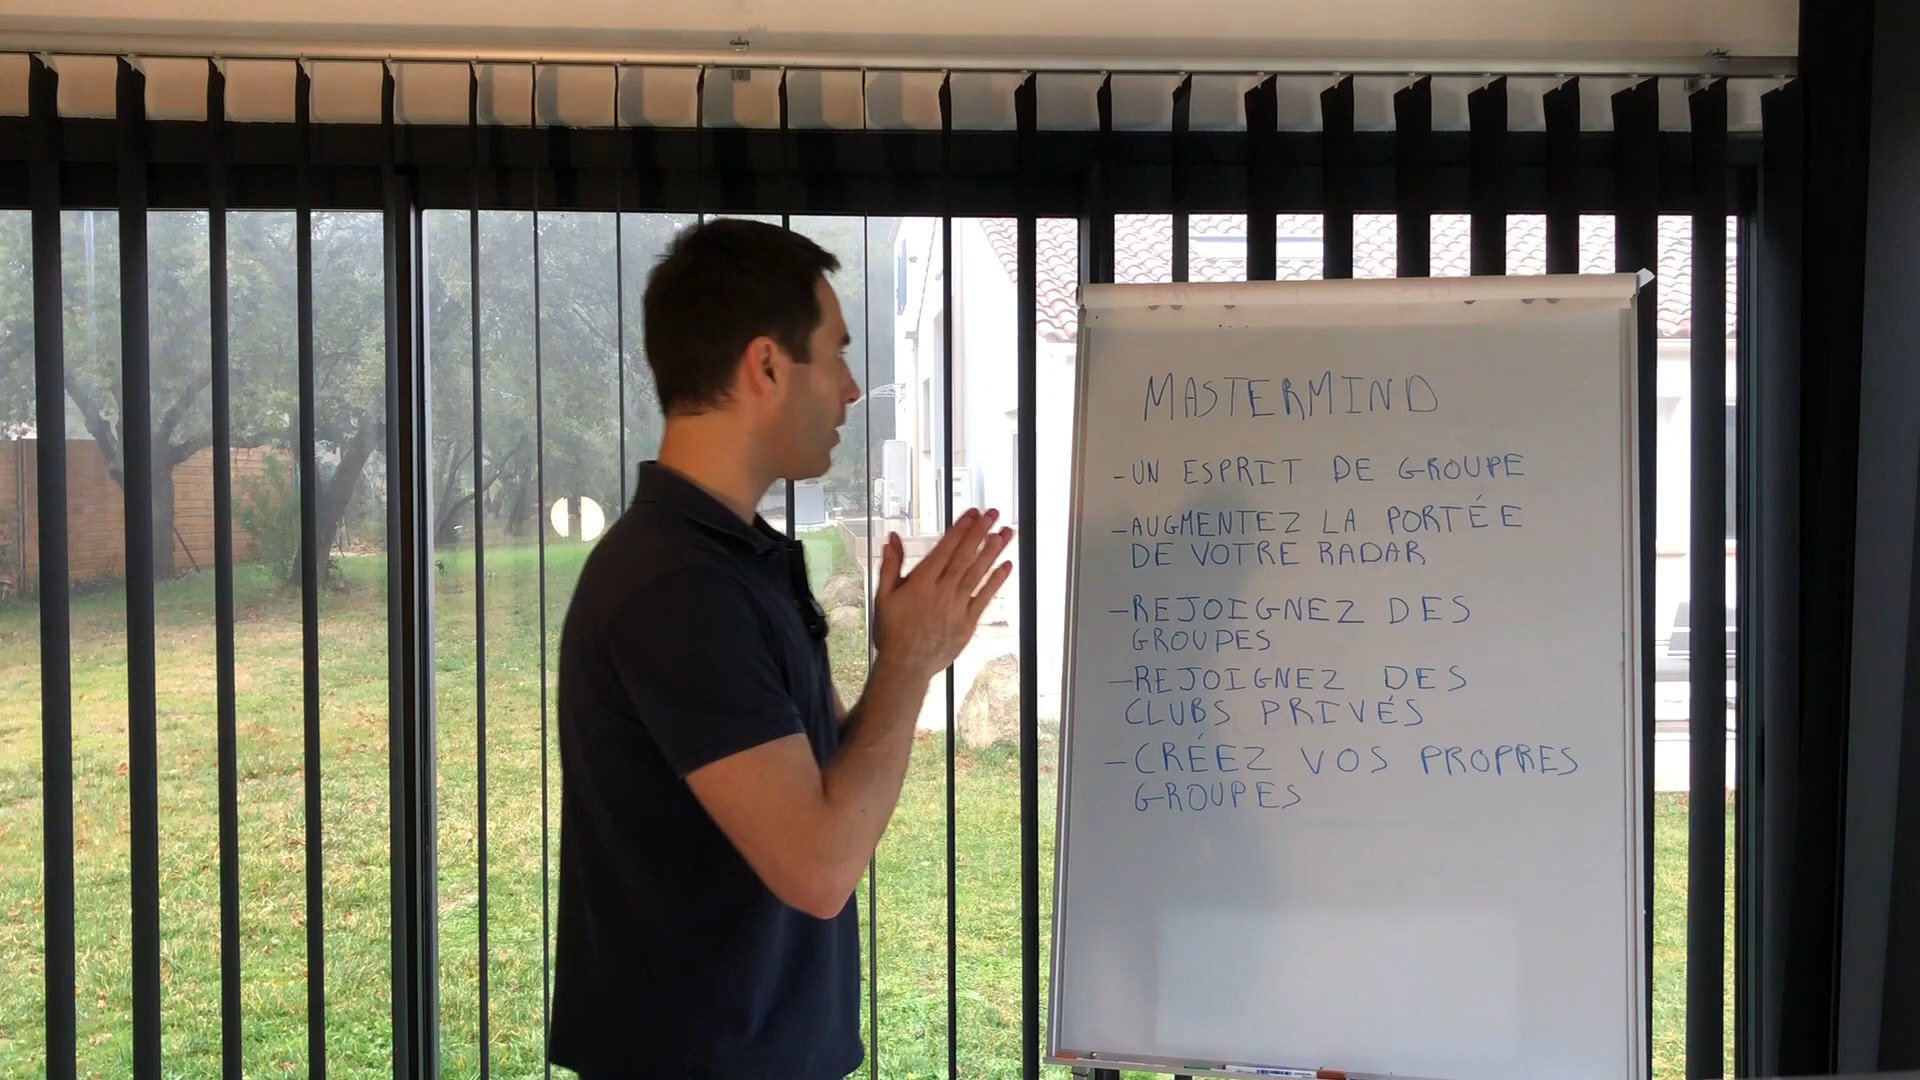 MASTERMIND
-UN ESPRIT DE GROUPE
-AUGMENTEZ LA PORTÉE
DE VOTRE RADAR
-REJOIGNEZ DES
GROUPES
-REJOIGNEZ DES
CLUBS PRIVÉS
-CRÉEZ VOS PROPRES
GROUPES